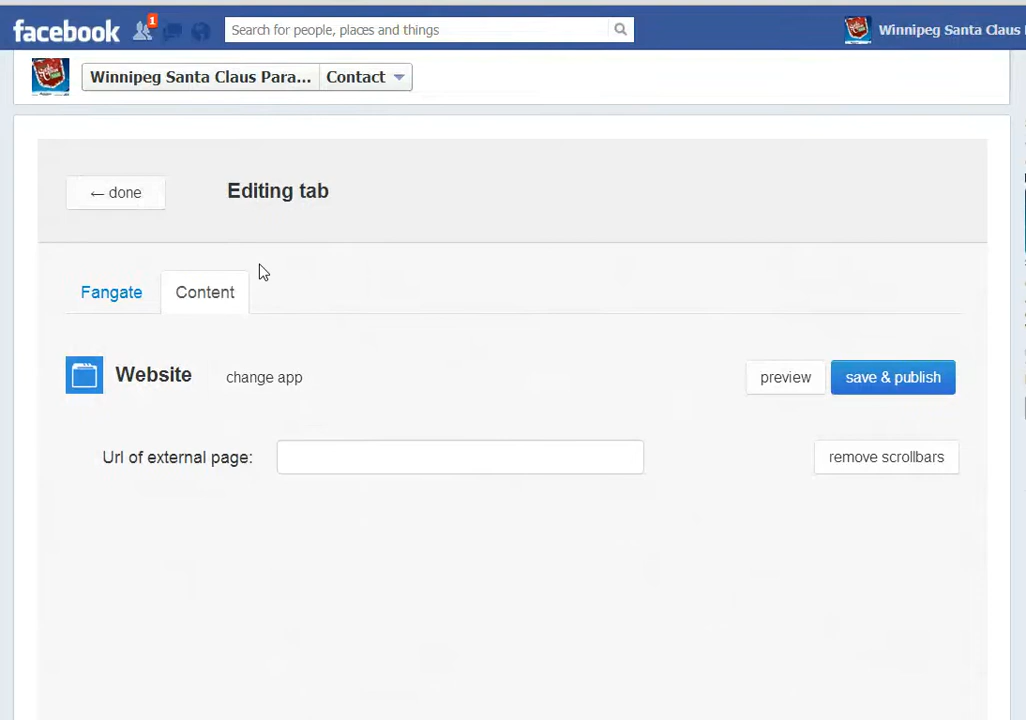 facebook
1
Search for people, places and things
Winnipeg Santa Claus
Winnipeg Santa Claus Para...
Contact
← done
Editing tab
Fangate
Content
Website
change app
preview
save & publish
Url of external page:
remove scrollbars